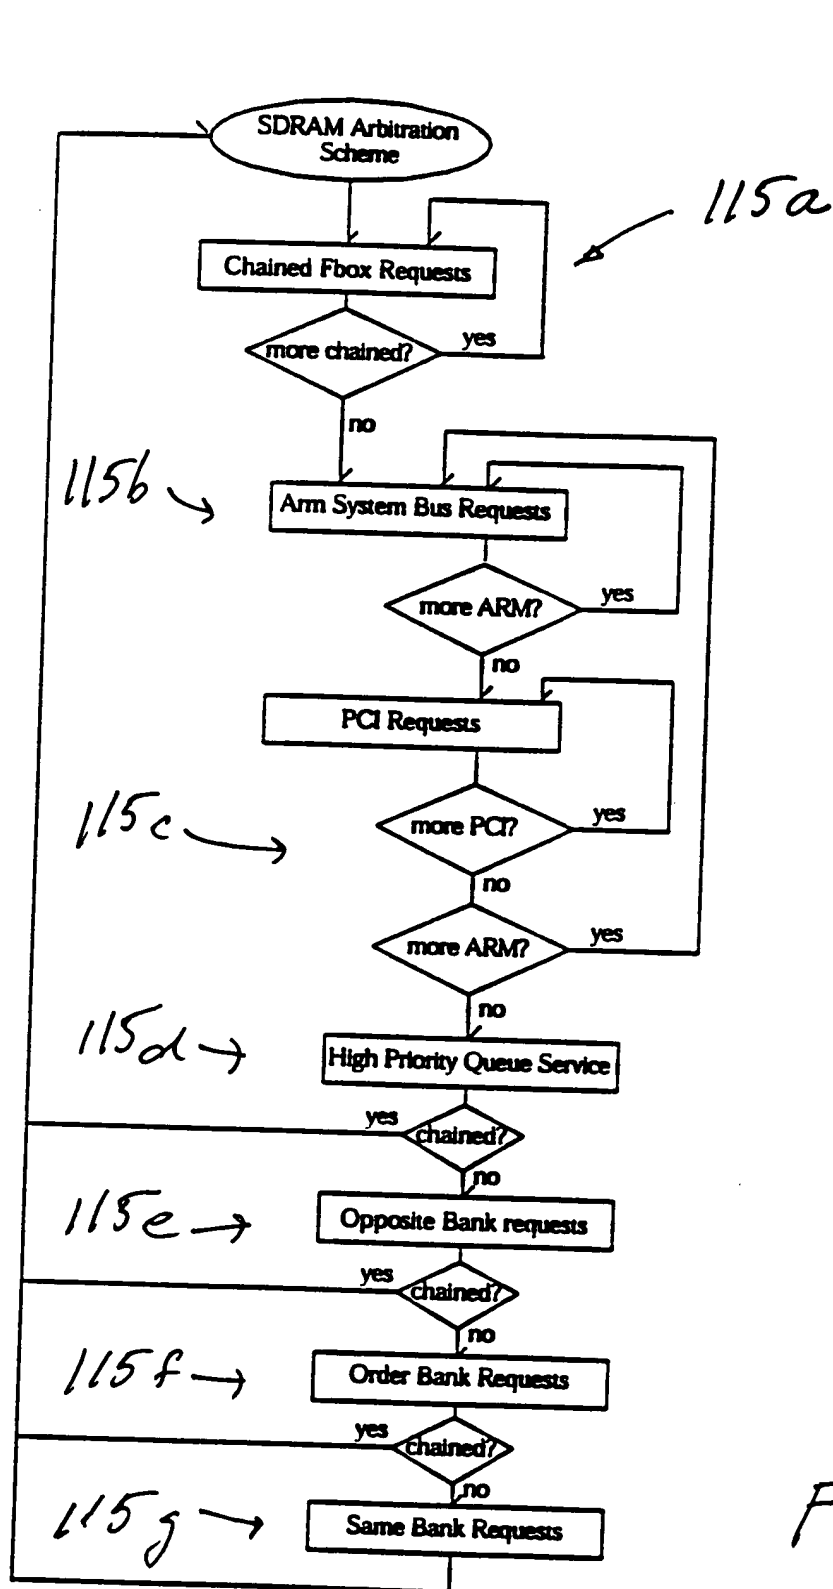 SDRAM Arbitration
Scheme
115a
Chained Fbox Requests
more chained?
yes
no
115b
Arm System Bus Requests
more ARM?
yes
no
PCI Requests
115c
more PCI?
yes
no
more ARM?
yes
no
115d
High Priority Queue Service
yes
chained?
no
115e
Opposite Bank requests
yes
chained?
no
115f
Order Bank Requests
yes
chained?
no
115g
Same Bank Requests
F